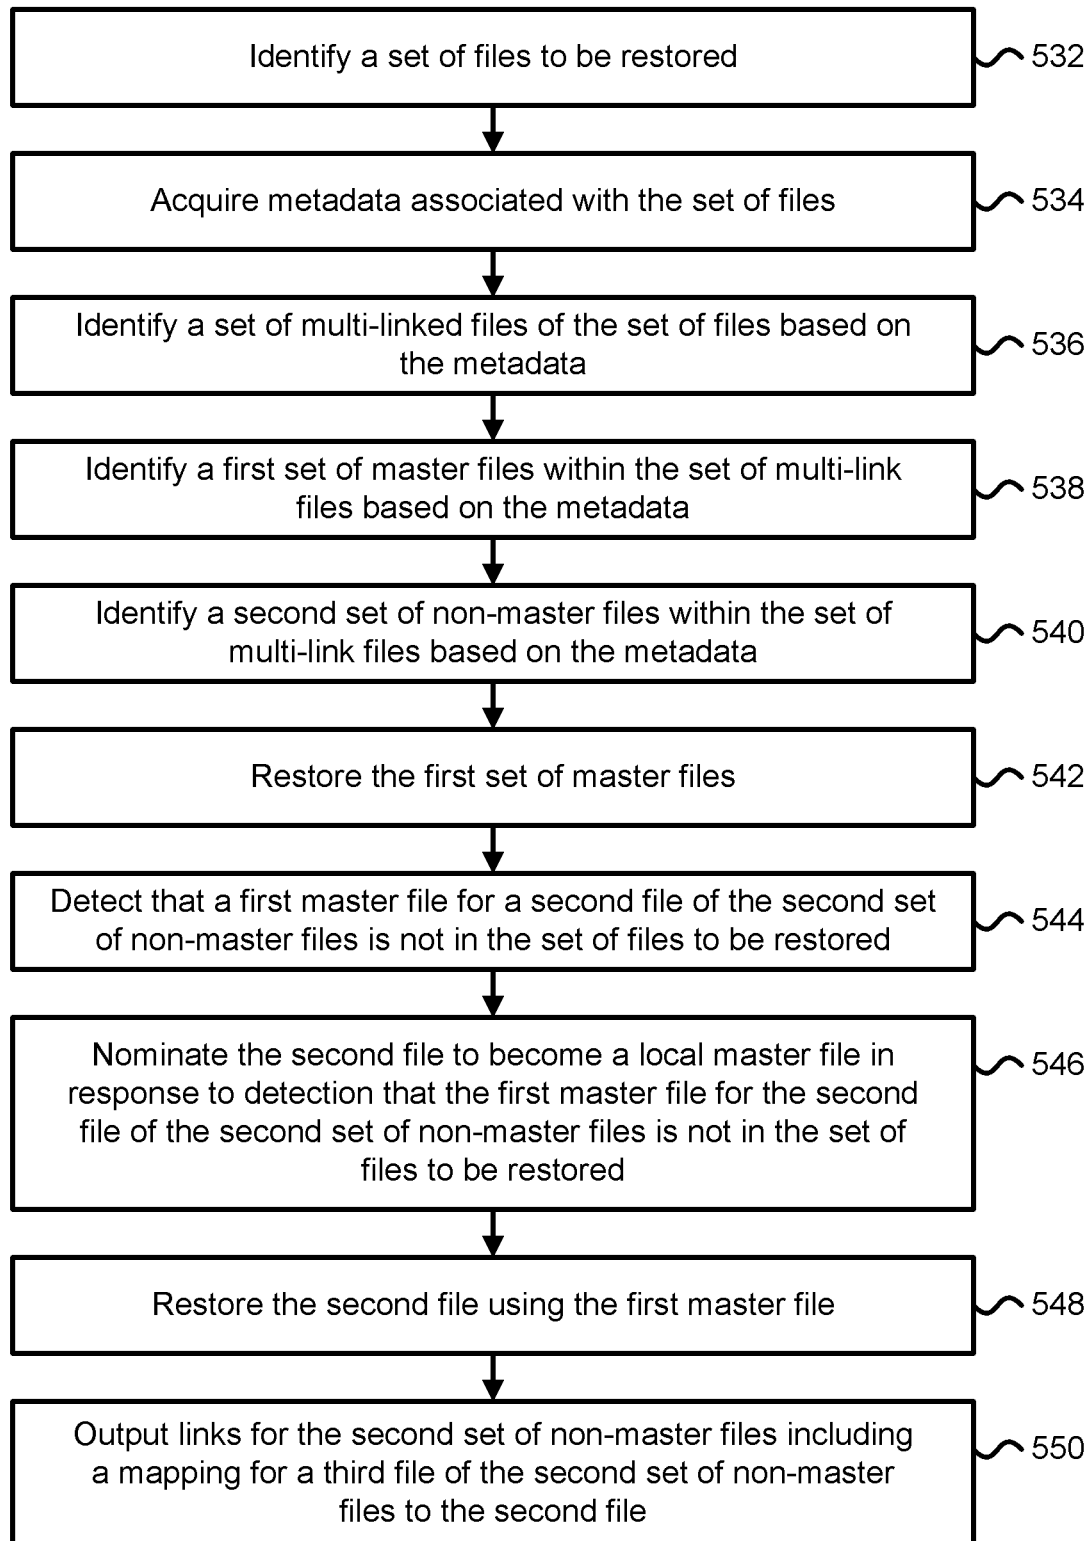 Identify a set of files to be restored
532
Acquire metadata associated with the set of files
534
Identify a set of multi-linked files of the set of files based on
the metadata
536
Identify a first set of master files within the set of multi-link
files based on the metadata
538
Identify a second set of non-master files within the set of
multi-link files based on the metadata
540
Restore the first set of master files
542
Detect that a first master file for a second file of the second set
of non-master files is not in the set of files to be restored
544
Nominate the second file to become a local master file in
response to detection that the first master file for the second
file of the second set of non-master files is not in the set of
files to be restored
546
Restore the second file using the first master file
548
Output links for the second set of non-master files including
a mapping for a third file of the second set of non-master
files to the second file
550